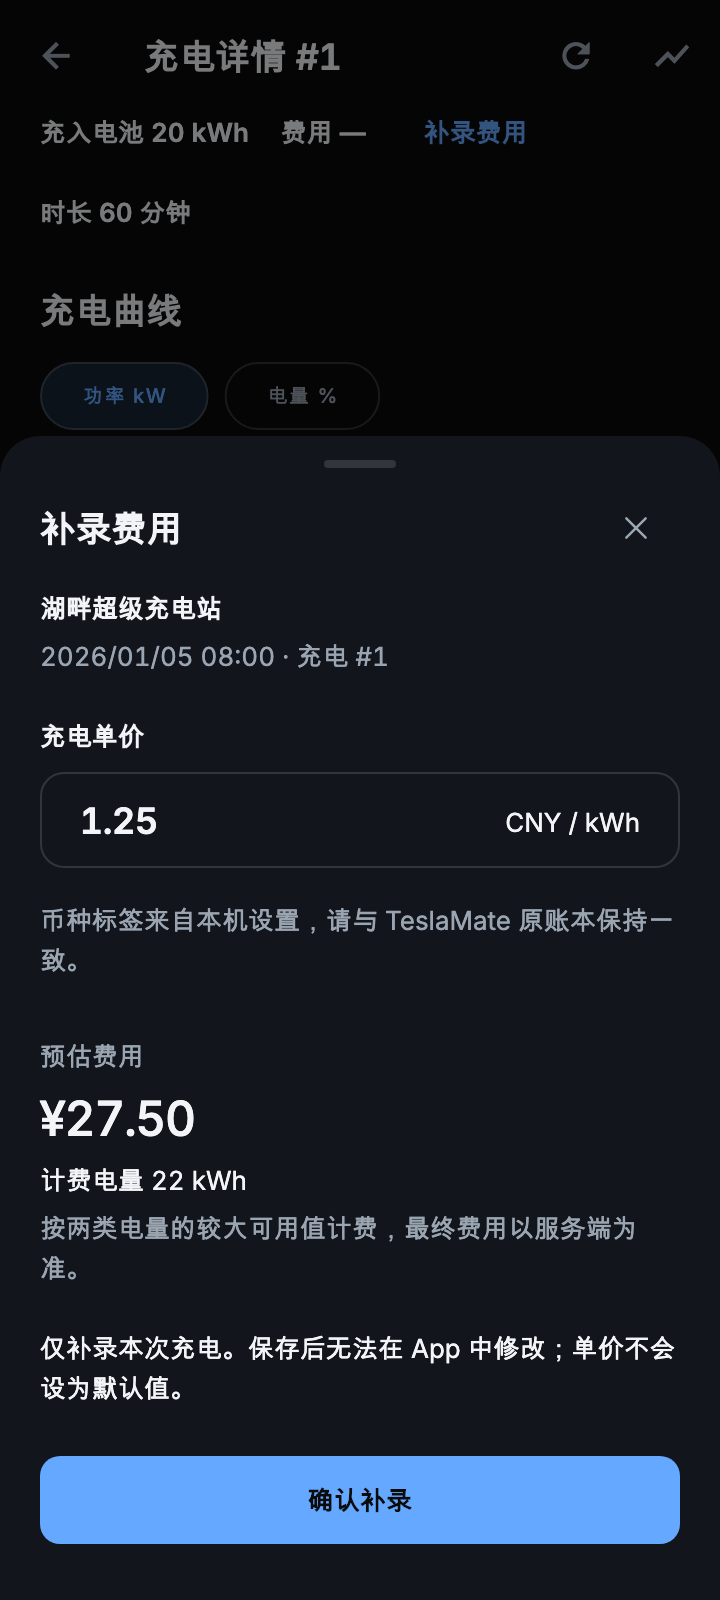 充电详情 #1
充入电池 20 kWh 费用 — 补录费用
时长 60 分钟
充电曲线
功率 kW 电量 %
补录费用
湖畔超级充电站
2026/01/05 08:00 · 充电 #1
充电单价
1.25 CNY / kWh
币种标签来自本机设置，请与 TeslaMate 原账本保持一
致。
预估费用
¥27.50
计费电量 22 kWh
按两类电量的较大可用值计费，最终费用以服务端为
准。
仅补录本次充电。保存后无法在 App 中修改；单价不会
设为默认值。
确认补录